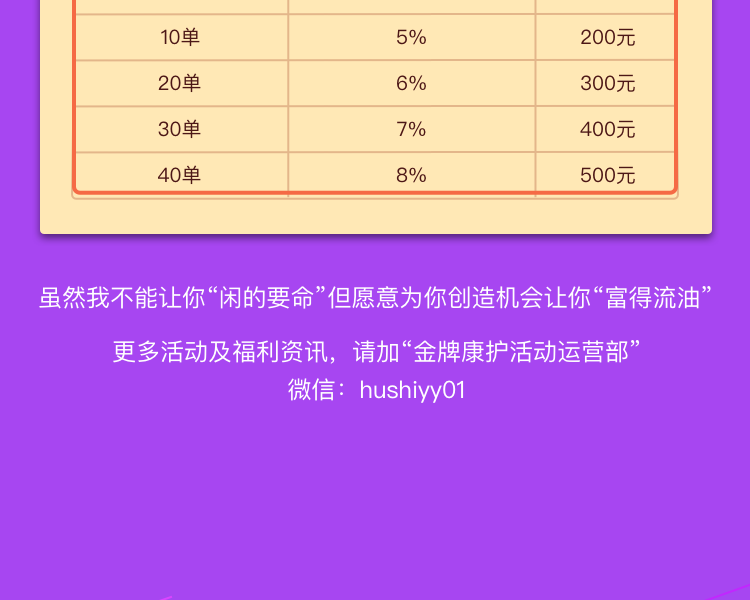 10单 5% 200元
20单 6% 300元
30单 7% 400元
40单 8% 500元
虽然我不能让你“闲的要命”但愿意为你创造机会让你“富得流油”
更多活动及福利资讯，请加“金牌康护活动运营部”
微信：hushiyy01